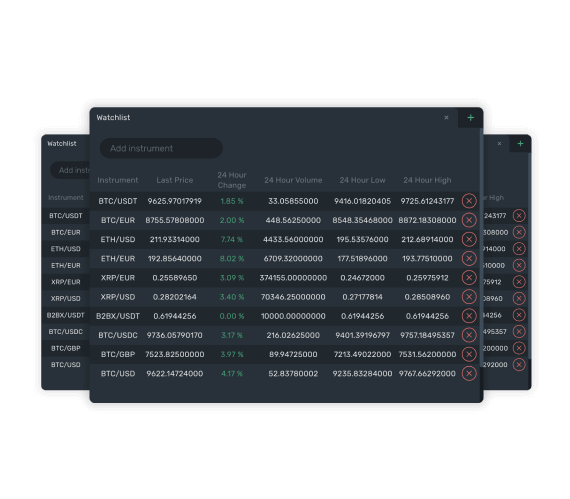 Watchlist × +
Add instrument
Instrument Last Price 24 Hour Change 24 Hour Volume 24 Hour Low 24 Hour High
BTC/USDT 9625.97017919 1.85 % 33.05855000 9416.01820405 9725.61243177
BTC/EUR 8755.57808000 2.00 % 448.56250000 8548.35468000 8872.18308000
ETH/USD 211.93314000 7.74 % 4433.56000000 195.53576000 212.68914000
ETH/EUR 192.85640000 8.02 % 6709.32000000 177.51896000 193.77510000
XRP/EUR 0.25589650 3.09 % 374155.00000000 0.24672000 0.25975912
XRP/USD 0.28202164 3.40 % 70346.25000000 0.27177814 0.28508960
B2BX/USDT 0.61944256 0.00 % 10000.00000000 0.61944256 0.61944256
BTC/USDC 9736.05790170 3.17 % 216.02625000 9401.39196797 9757.18495357
BTC/GBP 7523.82500000 3.97 % 89.94725000 7213.49022000 7531.56200000
BTC/USD 9622.14724000 4.17 % 52.83780002 9235.83284000 9767.66292000
Watchlist
Add inst
Instrument
BTC/USDT
BTC/EUR
ETH/USD
ETH/EUR
XRP/EUR
XRP/USD
B2BX/USDT
BTC/USDC
BTC/GBP
BTC/USD
× +
r High
243177
308000
914000
510000
75912
08960
44256
495357
200000
292000